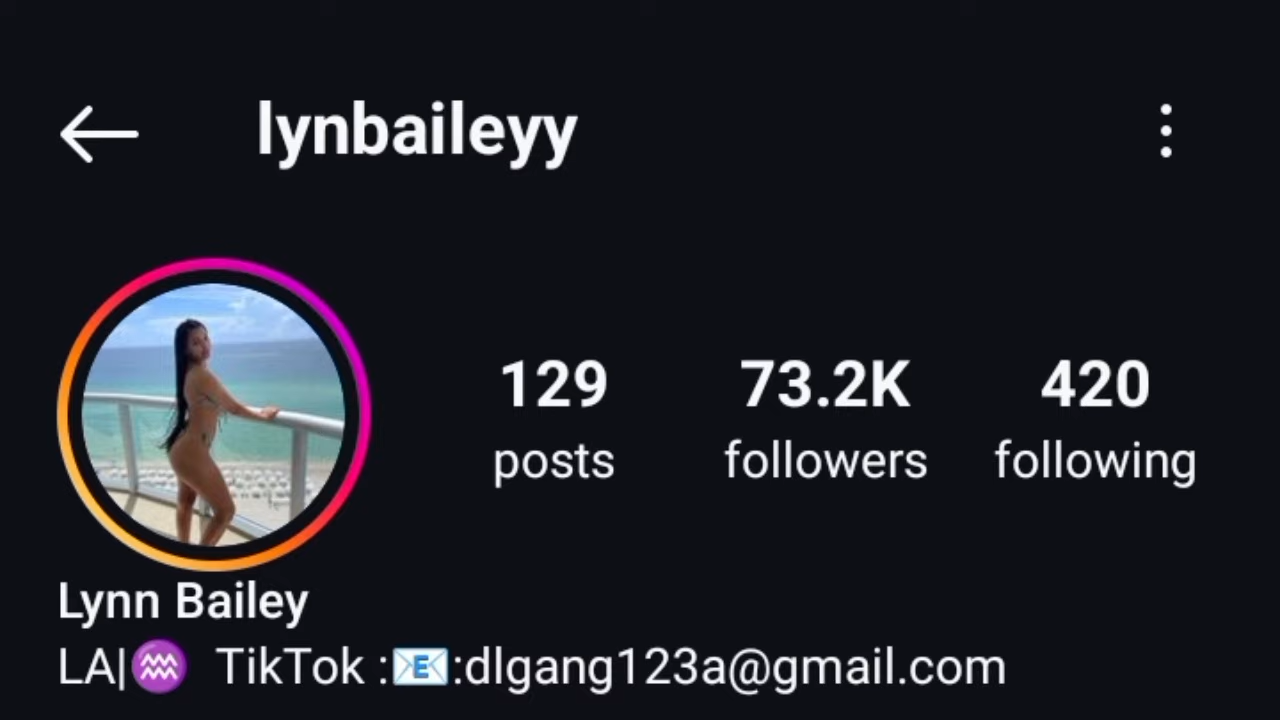 lynbaileyy
129 73.2K 420
posts followers following
Lynn Bailey
LA|♒ TikTok :📧:dlgang123a@gmail.com